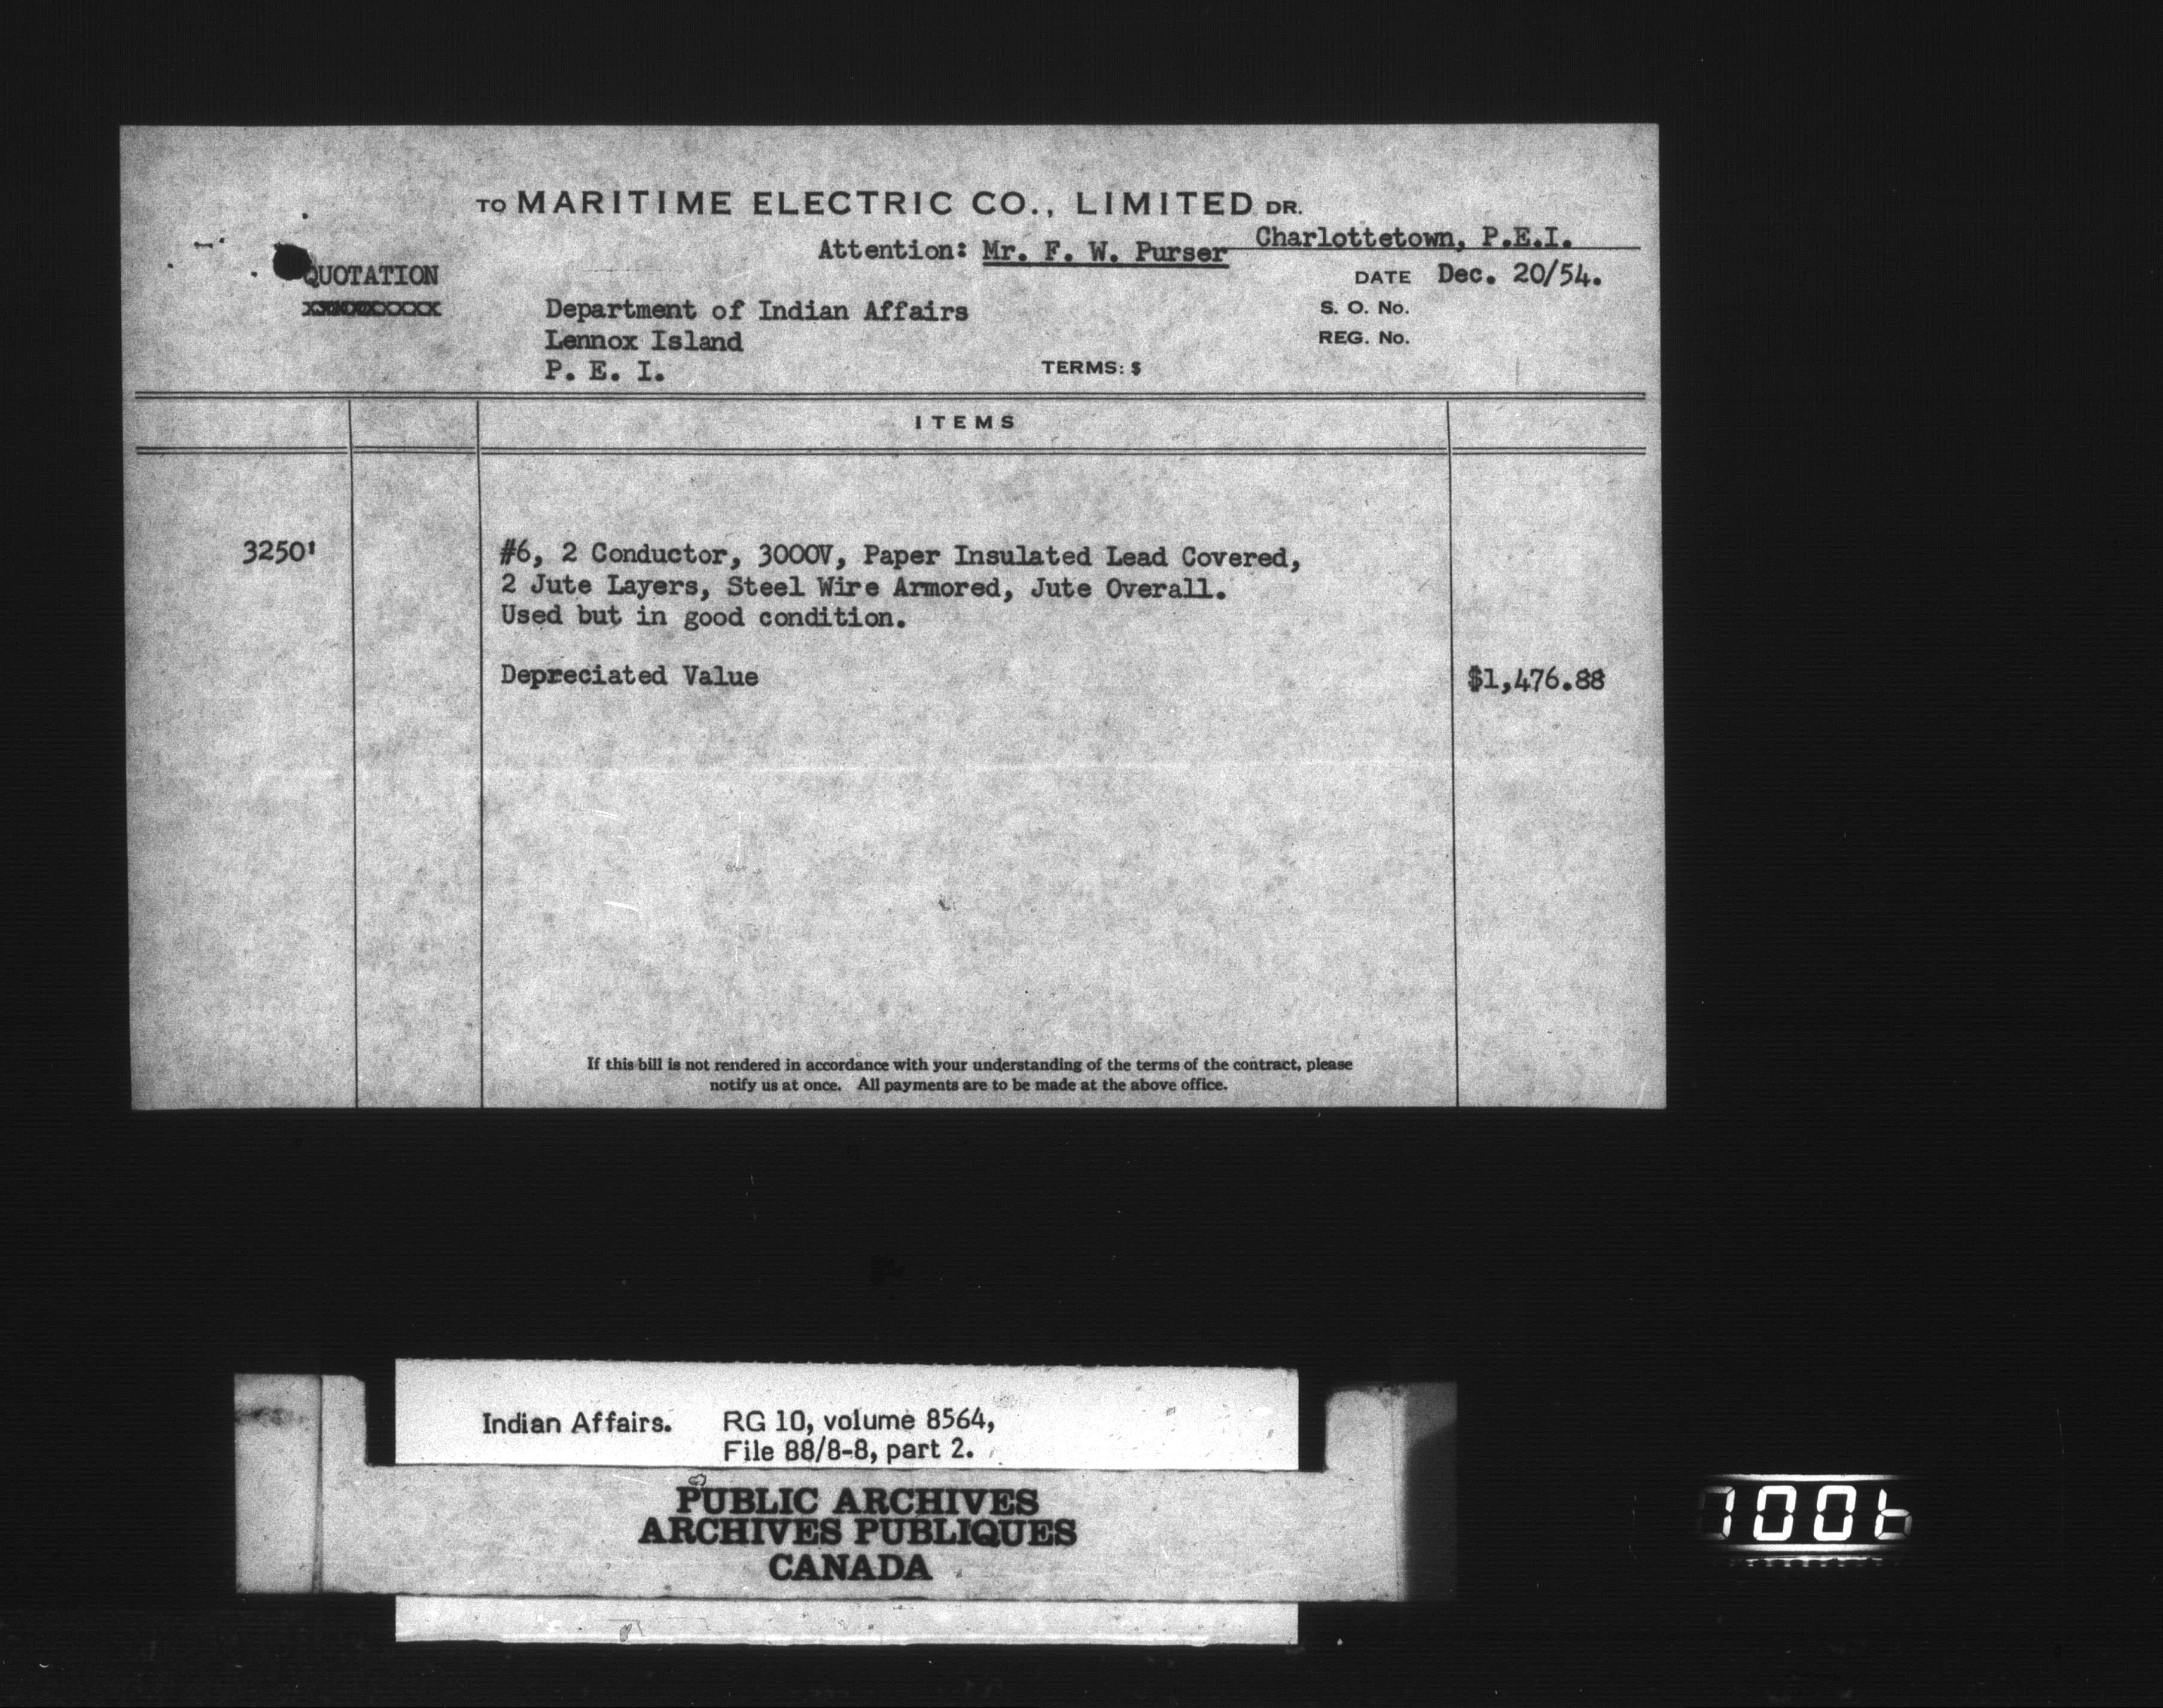 TO MARITIME ELECTRIC CO., LIMITED DR.
Attention: Mr. F. W. Purser Charlottetown, P.E.I.
QUOTATION
DATE Dec. 20/54.
Department of Indian Affairs
S. O. No.
Lennox Island
REG. No.
P. E. I.
TERMS: $
ITEMS
3250' #6, 2 Conductor, 3000V, Paper Insulated Lead Covered,
2 Jute Layers, Steel Wire Armored, Jute Overall.
Used but in good condition.
Depreciated Value $1,476.88
If this bill is not rendered in accordance with your understanding of the terms of the contract, please
notify us at once. All payments are to be made at the above office.
Indian Affairs. RG 10, volume 8564,
File 88/8-8, part 2.
PUBLIC ARCHIVES
ARCHIVES PUBLIQUES
CANADA